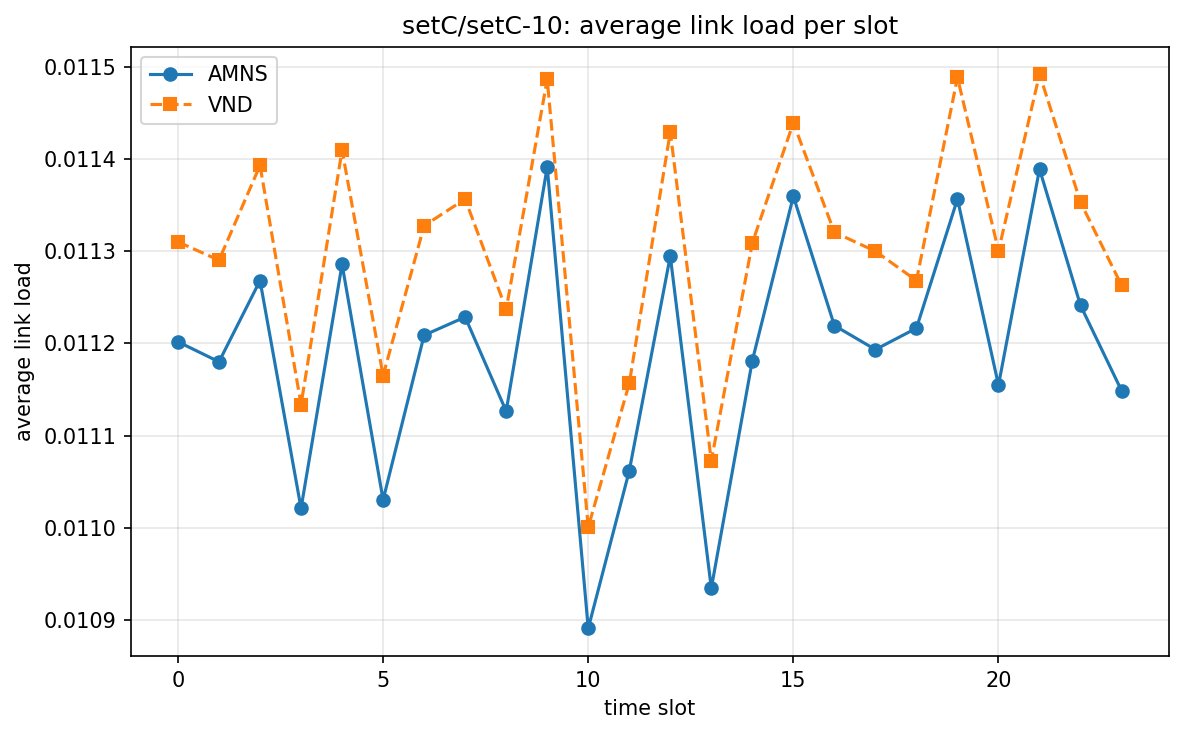 setC/setC-10: average link load per slot
AMNS
VND
average link load
0.0115
0.0114
0.0113
0.0112
0.0111
0.0110
0.0109
0 5 10 15 20
time slot